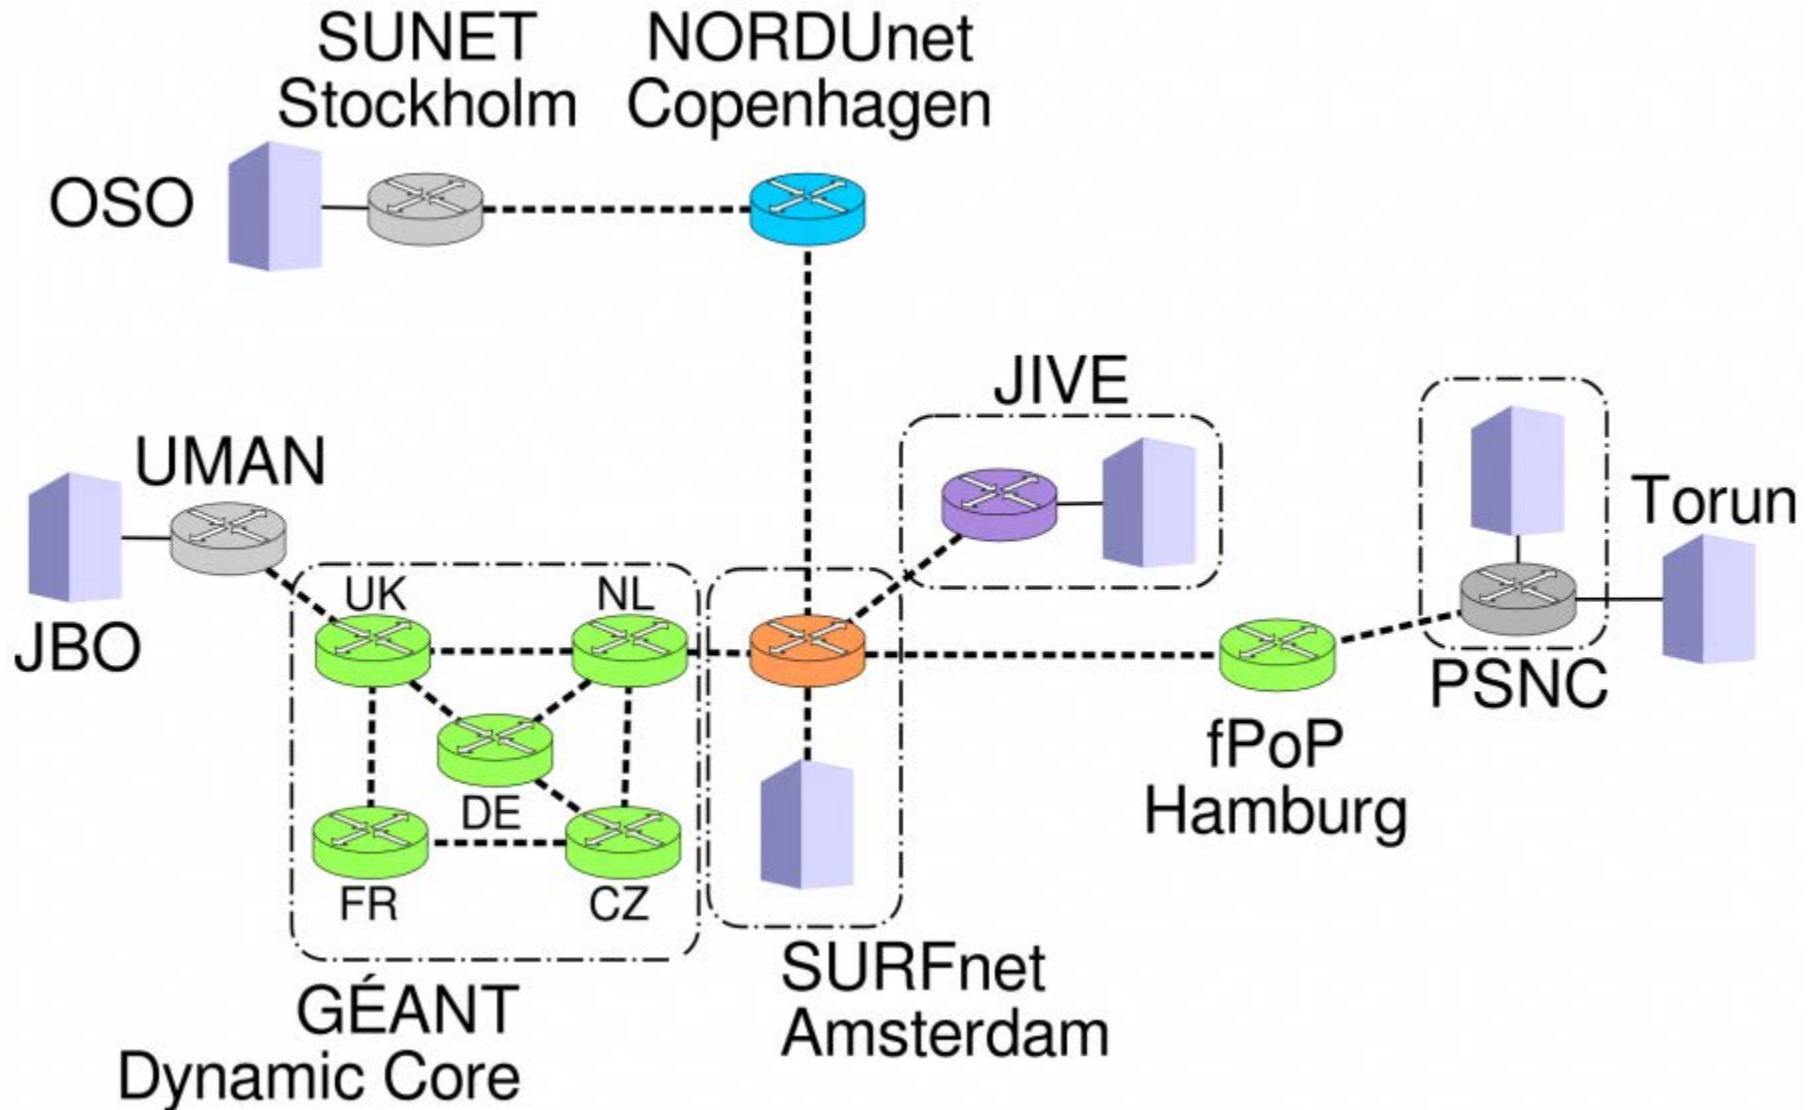 SUNET
Stockholm
NORDUnet
Copenhagen
OSO
JIVE
UMAN
Torun
JBO
UK
NL
PSNC
fPoP
Hamburg
DE
FR
CZ
SURFnet
Amsterdam
GÉANT
Dynamic Core